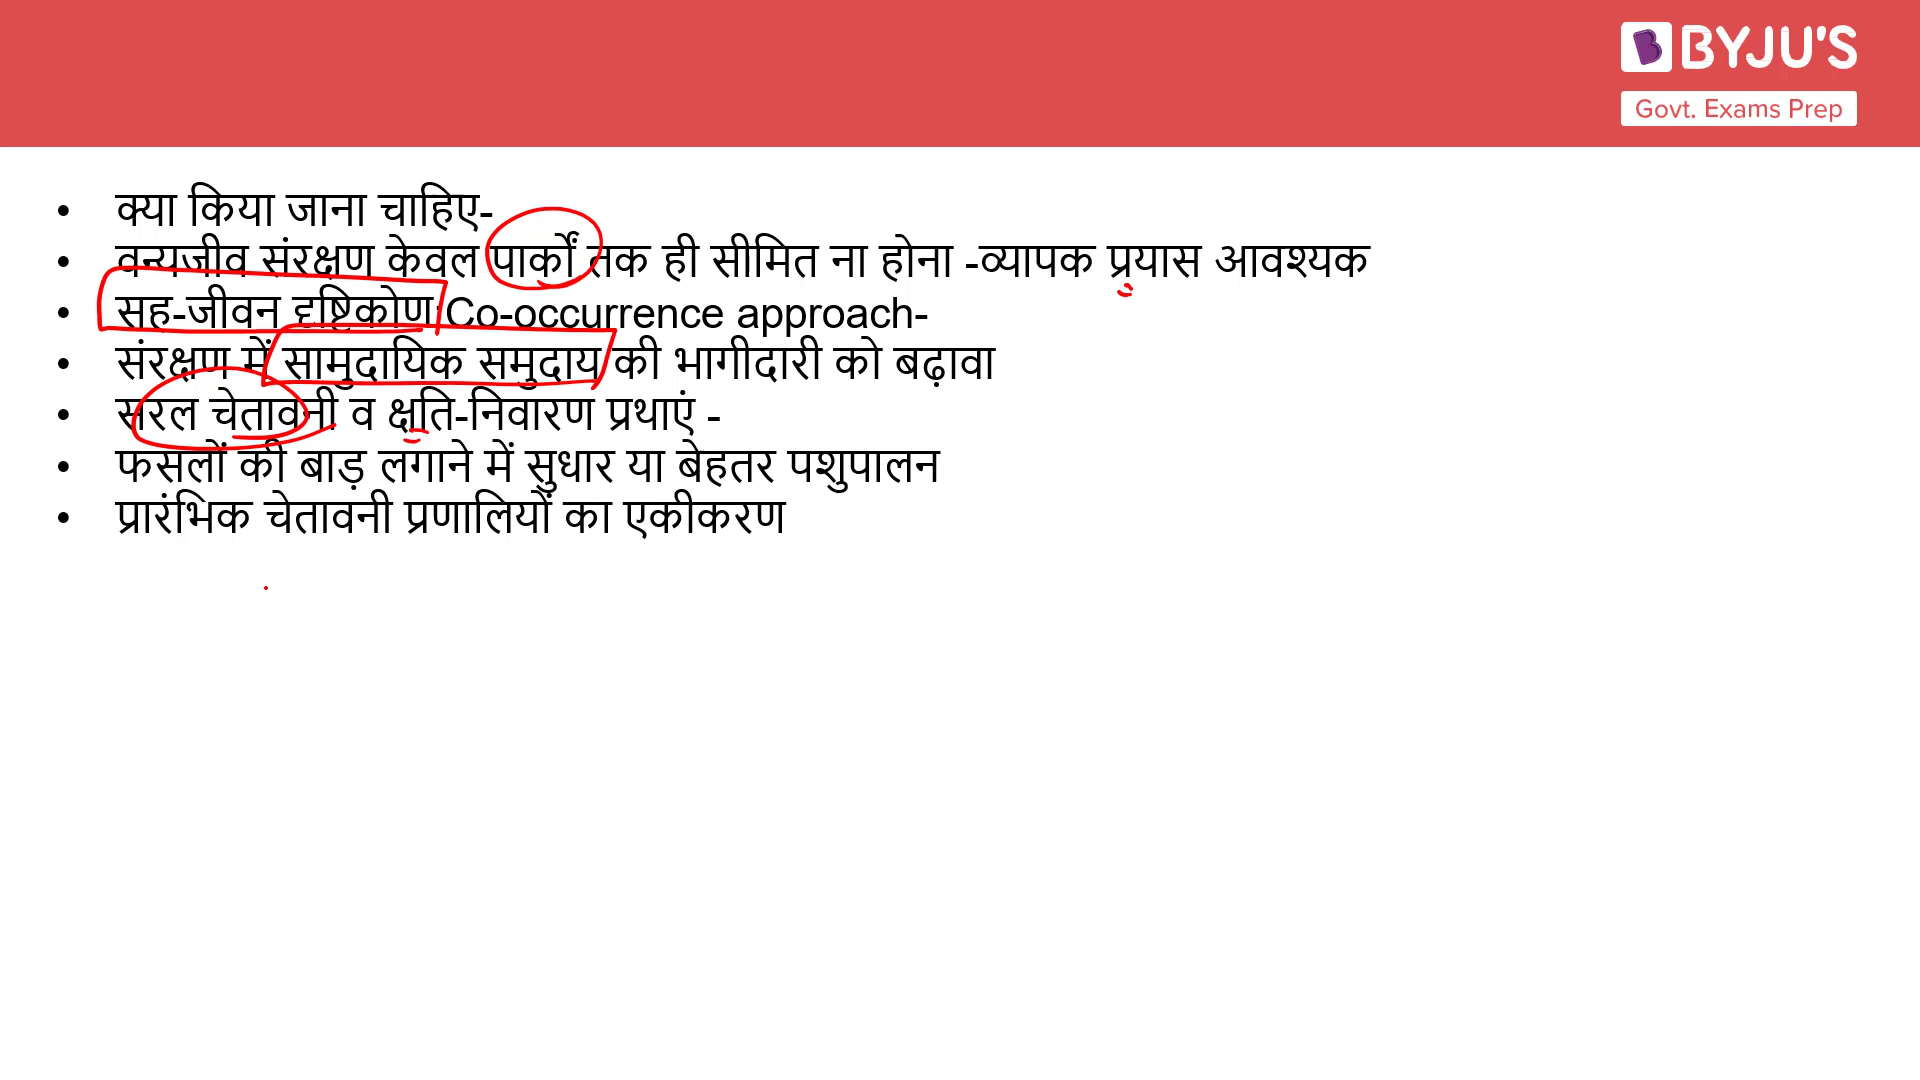 BYJU'S
Govt. Exams Prep
• क्या किया जाना चाहिए-
• वन्यजीव संरक्षण केवल पार्कों तक ही सीमित ना होना -व्यापक प्रयास आवश्यक
• सह-जीवन दृष्टिकोण:Co-occurrence approach-
• संरक्षण में सामुदायिक समुदाय की भागीदारी को बढ़ावा
• सरल चेतावनी व क्षति-निवारण प्रथाएं -
• फसलों की बाड़ लगाने में सुधार या बेहतर पशुपालन
• प्रारंभिक चेतावनी प्रणालियों का एकीकरण